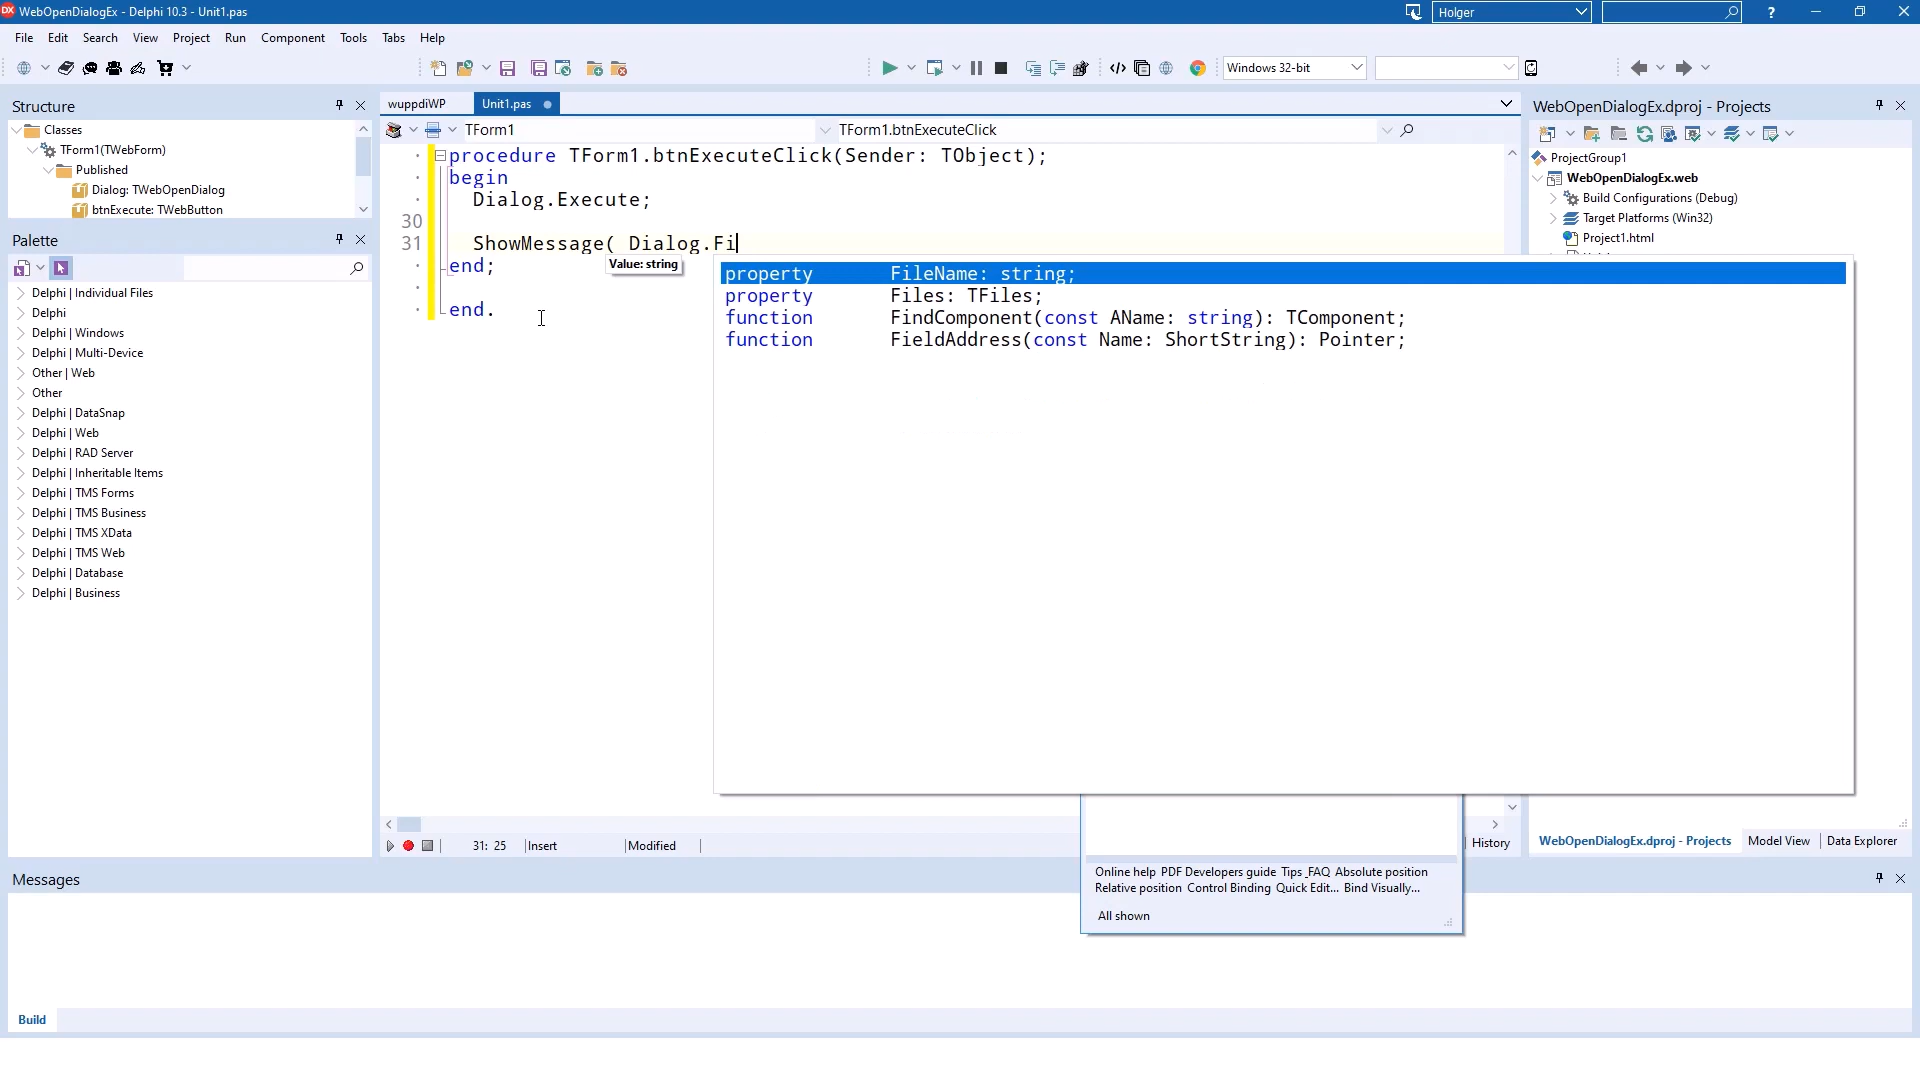 WebOpenDialogEx - Delphi 10.3 - Unit1.pas
Holger
File Edit Search View Project Run Component Tools Tabs Help
Windows 32-bit
Structure
Classes
TForm1(TWebForm)
Published
Dialog: TWebOpenDialog
btnExecute: TWebButton
Palette
Delphi | Individual Files
Delphi
Delphi | Windows
Delphi | Multi-Device
Other | Web
Other
Delphi | DataSnap
Delphi | Web
Delphi | RAD Server
Delphi | Inheritable Items
Delphi | TMS Forms
Delphi | TMS Business
Delphi | TMS XData
Delphi | TMS Web
Delphi | Database
Delphi | Business
wuppdiWP Unit1.pas
TForm1 TForm1.btnExecuteClick
procedure TForm1.btnExecuteClick(Sender: TObject);
begin
Dialog.Execute;
30
31 ShowMessage( Dialog.Fi
end;
Value: string
end.
property FileName: string;
property Files: TFiles;
function FindComponent(const AName: string): TComponent;
function FieldAddress(const Name: ShortString): Pointer;
31: 25 Insert Modified
History
Online help PDF Developers guide Tips_FAQ Absolute position
Relative position Control Binding Quick Edit... Bind Visually...
All shown
WebOpenDialogEx.dproj - Projects
ProjectGroup1
WebOpenDialogEx.web
Build Configurations (Debug)
Target Platforms (Win32)
Project1.html
WebOpenDialogEx.dproj - Projects Model View Data Explorer
Messages
Build